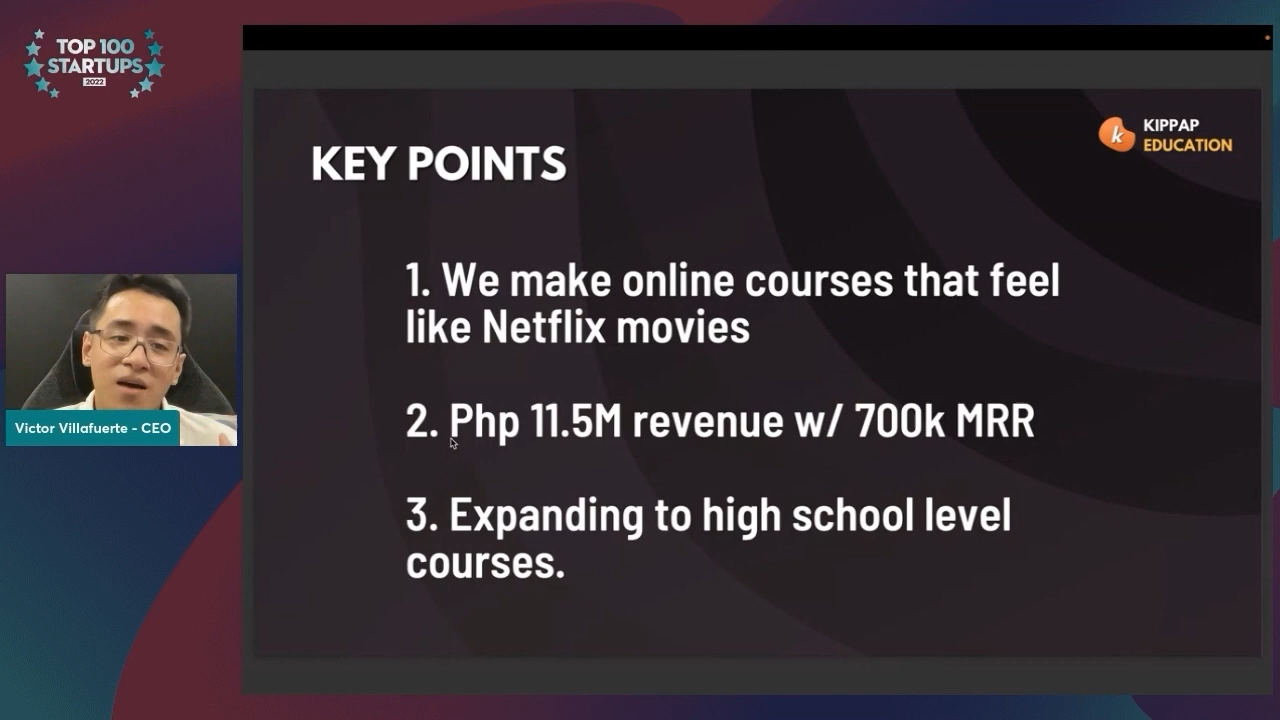 TOP 100
STARTUPS
2022
KIPPAP
EDUCATION
KEY POINTS
1. We make online courses that feel
like Netflix movies
2. Php 11.5M revenue w/ 700k MRR
3. Expanding to high school level
courses.
Victor Villafuerte - CEO